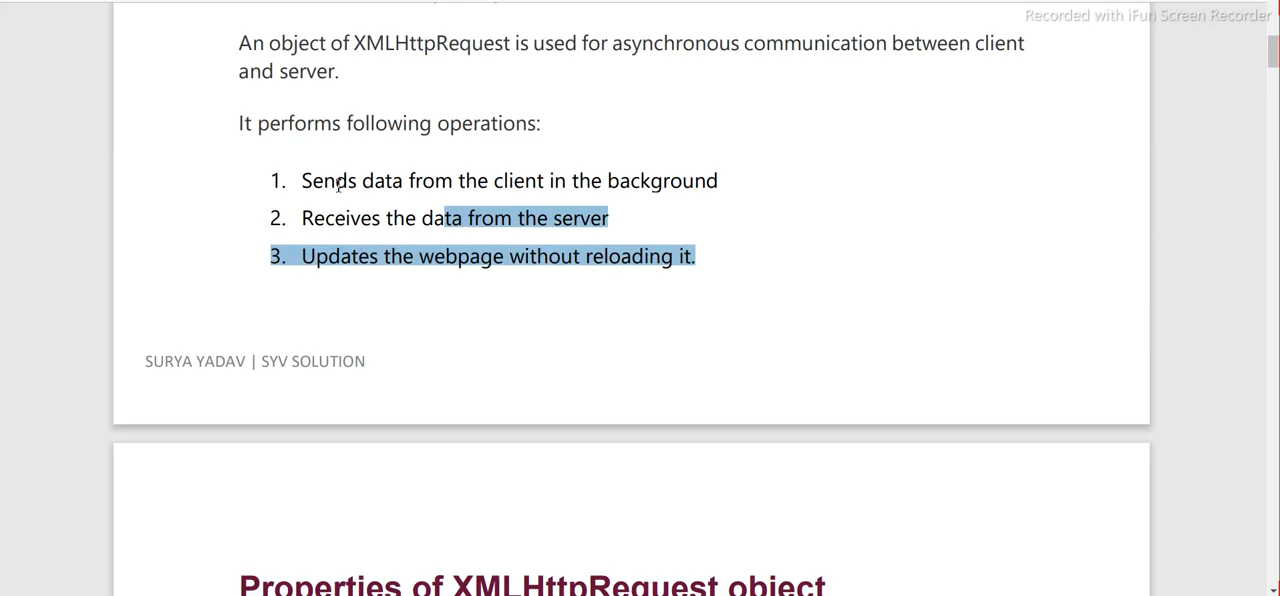 Recorded with iFun Screen Recorder
An object of XMLHttpRequest is used for asynchronous communication between client
and server.
It performs following operations:
1. Sends data from the client in the background
2. Receives the data from the server
3. Updates the webpage without reloading it.
SURYA YADAV | SYV SOLUTION
Properties of XMLHttpRequest object